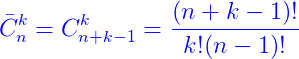 $\bar{C}_n^k = C_{n+k-1}^k = \frac{(n+k-1)!}{k!(n-1)!}$